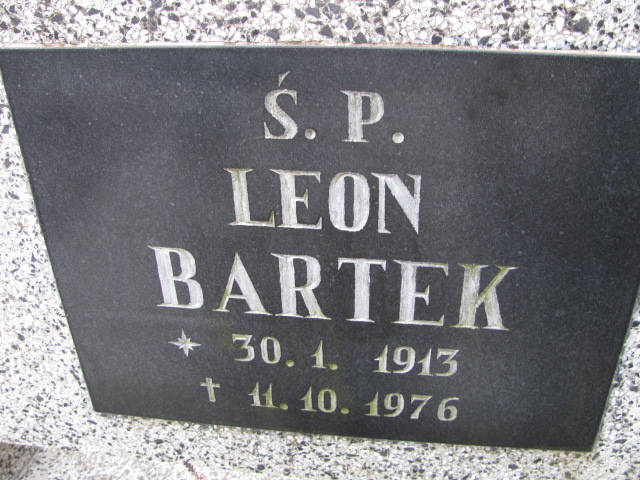 Ś. P.
LEON
BARTEK
* 30. 1. 1913
† 11. 10. 1976